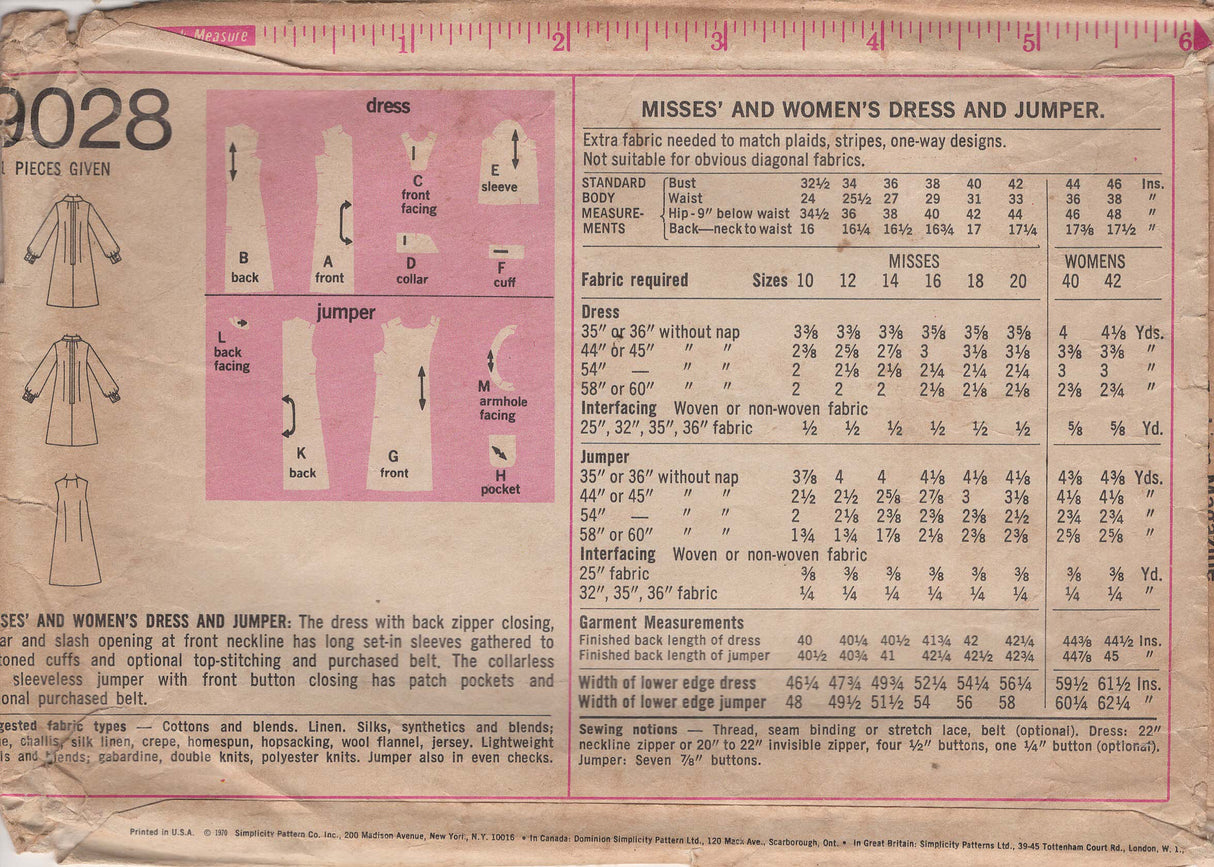 Measure
1 2 3 4 5 6
9028
PIECES GIVEN
dress
B
back
A
front
C
front
facing
D
collar
E
sleeve
F
cuff
jumper
L
back
facing
K
back
G
front
M
armhole
facing
H
pocket
SES' AND WOMEN'S DRESS AND JUMPER: The dress with back zipper closing,
ar and slash opening at front neckline has long set-in sleeves gathered to
toned cuffs and optional top-stitching and purchased belt. The collarless
sleeveless jumper with front button closing has patch pockets and
onal purchased belt.
gested fabric types — Cottons and blends. Linen. Silks, synthetics and blends;
e, challis, silk linen, crepe, homespun, hopsacking, wool flannel, jersey. Lightweight
ls and blends; gabardine, double knits, polyester knits. Jumper also in even checks.
MISSES' AND WOMEN'S DRESS AND JUMPER.
Extra fabric needed to match plaids, stripes, one-way designs.
Not suitable for obvious diagonal fabrics.
STANDARD Bust 32½ 34 36 38 40 42 44 46 Ins.
BODY Waist 24 25½ 27 29 31 33 36 38 "
MEASURE- Hip - 9" below waist 34½ 36 38 40 42 44 46 48 "
MENTS Back—neck to waist 16 16¼ 16½ 16¾ 17 17¼ 17⅜ 17½ "
MISSES WOMENS
Fabric required Sizes 10 12 14 16 18 20 40 42
Dress
35" or 36" without nap 3⅜ 3⅜ 3⅜ 3⅝ 3⅝ 3⅝ 4 4⅛ Yds.
44" or 45" " " 2⅜ 2⅝ 2⅞ 3 3⅛ 3⅛ 3⅜ 3⅜ "
54" — " " 2 2⅛ 2⅛ 2¼ 2¼ 2¼ 3 3 "
58" or 60" " " 2 2 2 2⅛ 2⅛ 2⅛ 2⅜ 2¾ "
Interfacing Woven or non-woven fabric
25", 32", 35", 36" fabric ½ ½ ½ ½ ½ ½ ⅝ ⅝ Yd.
Jumper
35" or 36" without nap 3⅞ 4 4 4⅛ 4⅛ 4⅛ 4⅜ 4⅜ Yds.
44" or 45" " " 2½ 2½ 2⅝ 2⅞ 3 3⅛ 4⅛ 4⅛ "
54" — " " 2 2⅛ 2⅜ 2⅜ 2⅜ 2½ 2¾ 2¾ "
58" or 60" " " 1¾ 1¾ 1⅞ 2⅛ 2⅜ 2⅜ 2⅝ 2⅝ "
Interfacing Woven or non-woven fabric
25" fabric ⅜ ⅜ ⅜ ⅜ ⅜ ⅜ ⅜ ⅜ Yd.
32", 35", 36" fabric ¼ ¼ ¼ ¼ ¼ ¼ ¼ ¼ "
Garment Measurements
Finished back length of dress 40 40¼ 40½ 41¾ 42 42¼ 44⅜ 44½ Ins.
Finished back length of jumper 40½ 40¾ 41 42¼ 42½ 42¾ 44⅞ 45 "
Width of lower edge dress 46¼ 47¾ 49¾ 52¼ 54¼ 56¼ 59½ 61½ Ins.
Width of lower edge jumper 48 49½ 51½ 54 56 58 60¼ 62¼ "
Sewing notions — Thread, seam binding or stretch lace, belt (optional). Dress: 22"
neckline zipper or 20" to 22" invisible zipper, four ½" buttons, one ¼" button (optional).
Jumper: Seven ⅞" buttons.
Printed in U.S.A. © 1970 Simplicity Pattern Co. Inc., 200 Madison Avenue, New York, N.Y. 10016 • In Canada: Dominion Simplicity Pattern Ltd., 120 Mack Ave., Scarborough, Ont. • In Great Britain: Simplicity Patterns Ltd., 39-45 Tottenham Court Rd., London, W. 1.,